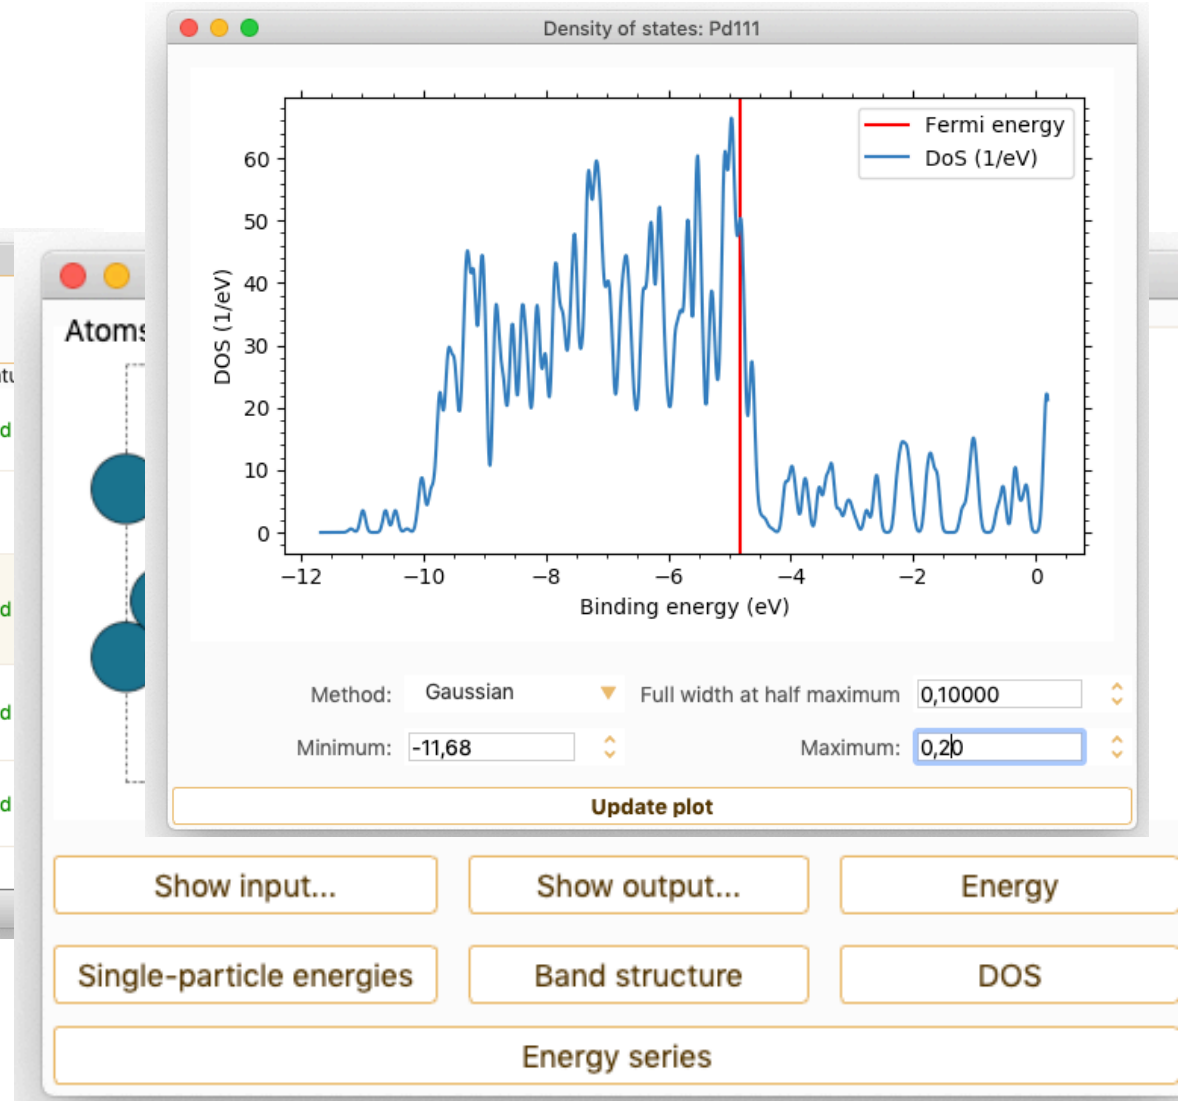 Density of states: Pd111
Fermi energy
DoS (1/eV)
60
50
40
30
20
10
0
DOS (1/eV)
−12 −10 −8 −6 −4 −2 0
Binding energy (eV)
Method: Gaussian Full width at half maximum 0,10000
Minimum: -11,68 Maximum: 0,20
Update plot
Atoms
d
d
d
d
Show input... Show output... Energy
Single-particle energies Band structure DOS
Energy series